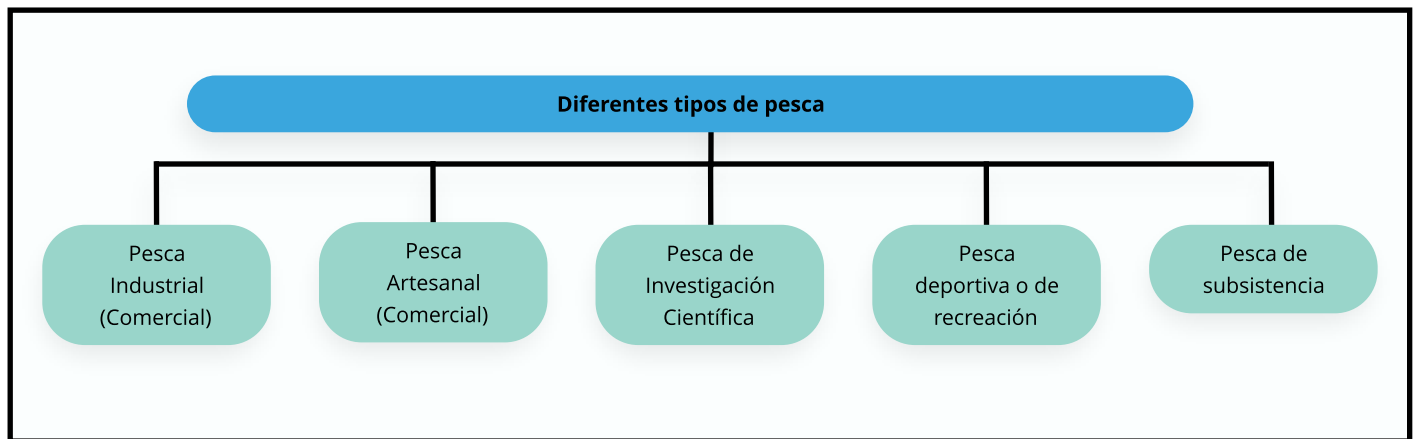 Diferentes tipos de pesca
Pesca
Industrial
(Comercial)
Pesca
Artesanal
(Comercial)
Pesca de
Investigación
Científica
Pesca
deportiva o de
recreación
Pesca de
subsistencia